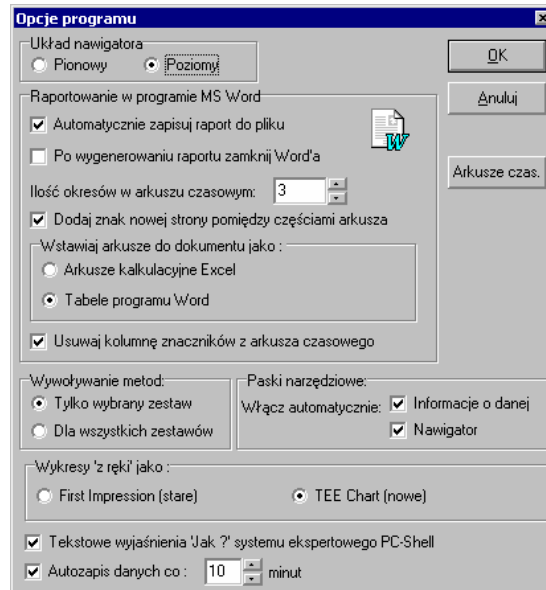 Opcje programu
Układ nawigatora
Pionowy
Poziomy
OK
Raportowanie w programie MS Word
Anuluj
Automatycznie zapisuj raport do pliku
Po wygenerowaniu raportu zamknij Word'a
Arkusze czas.
Ilość okresów w arkuszu czasowym: 3
Dodaj znak nowej strony pomiędzy częściami arkusza
Wstawiaj arkusze do dokumentu jako :
Arkusze kalkulacyjne Excel
Tabele programu Word
Usuwaj kolumnę znaczników z arkusza czasowego
Wywoływanie metod:
Tylko wybrany zestaw
Dla wszystkich zestawów
Paski narzędziowe:
Włącz automatycznie:
Informacje o danej
Nawigator
Wykresy 'z ręki' jako :
First Impression (stare)
TEE Chart (nowe)
Tekstowe wyjaśnienia 'Jak ?' systemu ekspertowego PC-Shell
Autozapis danych co : 10 minut